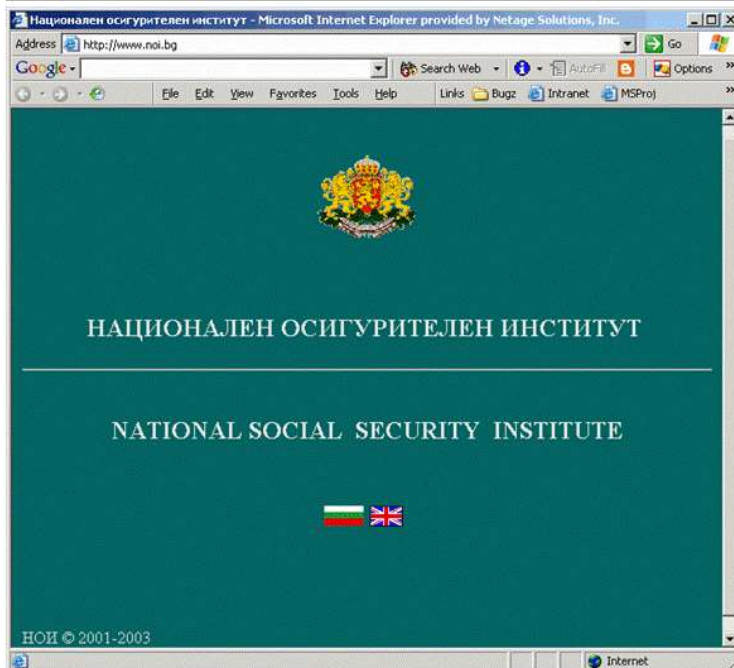 Национален осигурителен институт - Microsoft Internet Explorer provided by Netage Solutions, Inc.
Address http://www.noi.bg Go
Google Search Web AutoFill Options »
File Edit View Favorites Tools Help Links Bugz Intranet MSProj »
НАЦИОНАЛЕН ОСИГУРИТЕЛЕН ИНСТИТУТ
NATIONAL SOCIAL SECURITY INSTITUTE
НОИ © 2001-2003
Internet